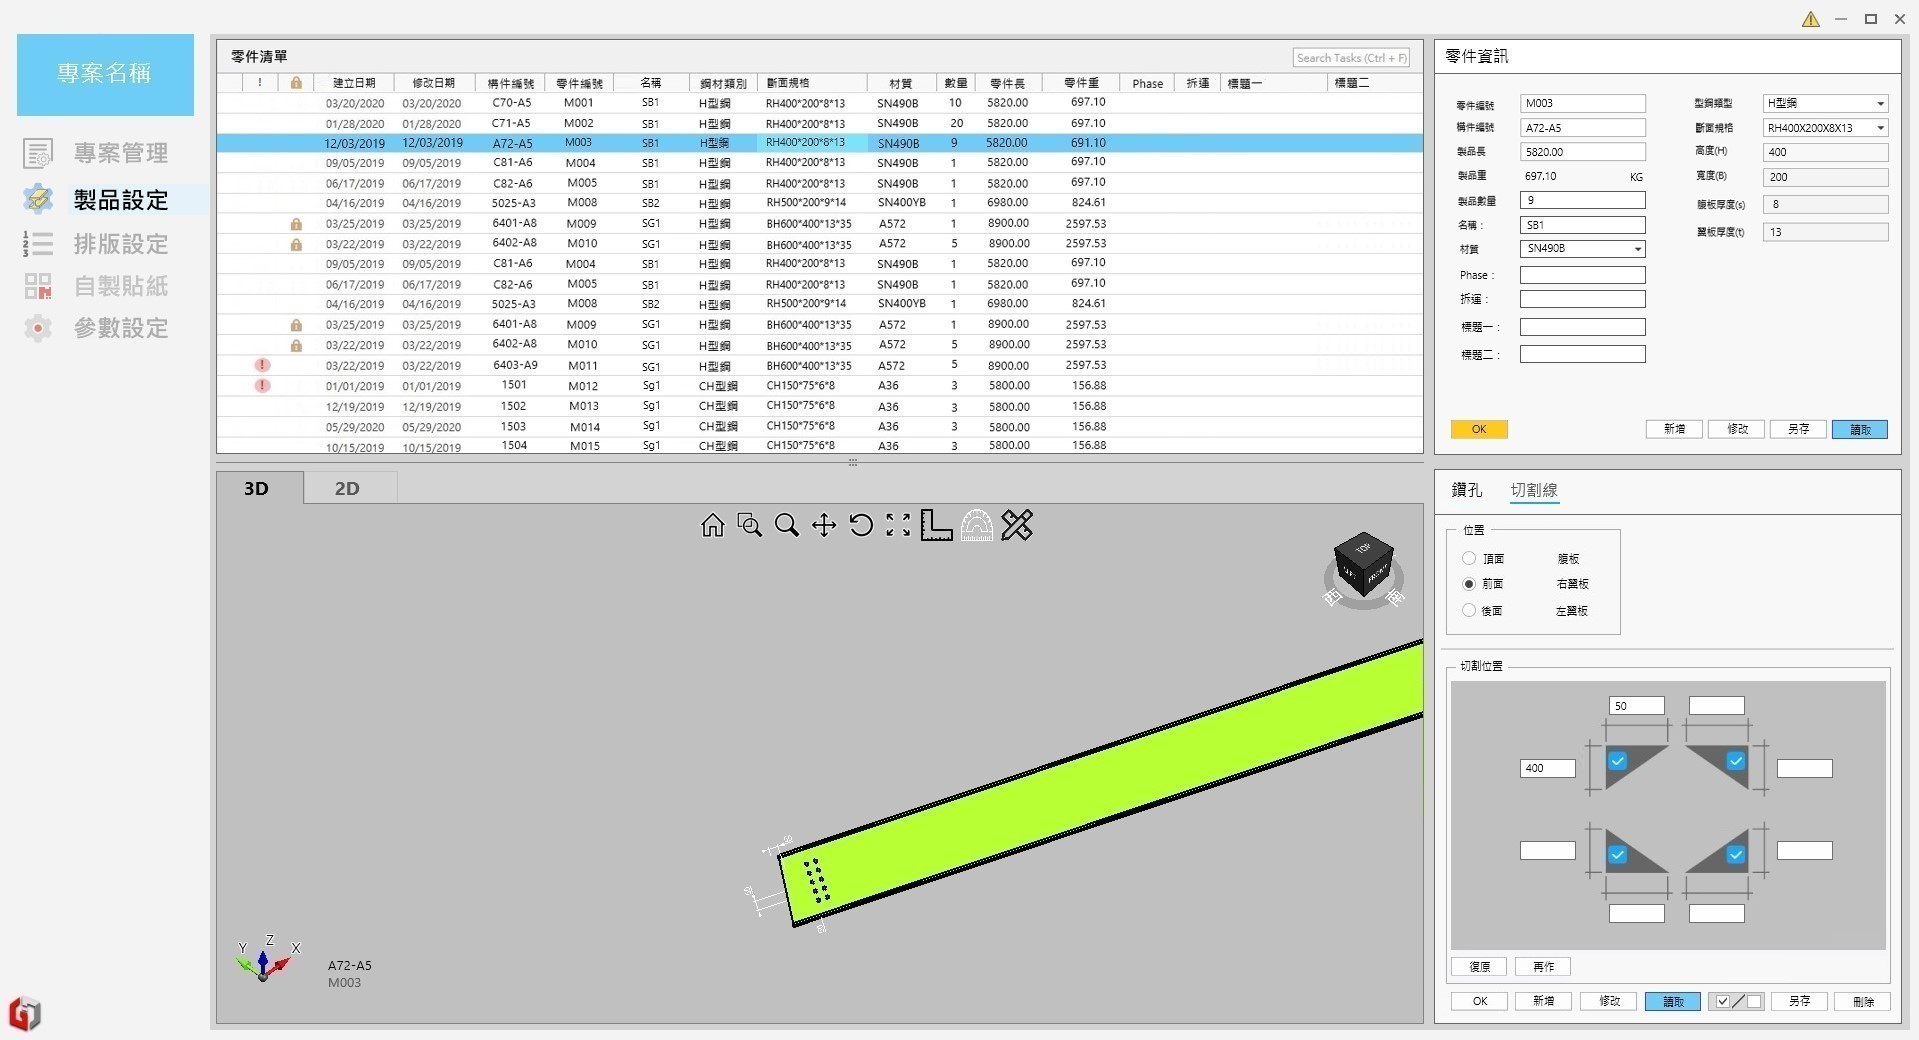 專案名稱
專案管理
製品設定
排版設定
自製貼紙
參數設定
零件清單
Search Tasks (Ctrl + F)
! 建立日期 修改日期 構件編號 零件編號 名稱 鋼材類別 斷面規格 材質 數量 零件長 零件重 Phase 拆運 標題一 標題二
03/20/2020 03/20/2020 C70-A5 M001 SB1 H型鋼 RH400*200*8*13 SN490B 10 5820.00 697.10
01/28/2020 01/28/2020 C71-A5 M002 SB1 H型鋼 RH400*200*8*13 SN490B 20 5820.00 697.10
12/03/2019 12/03/2019 A72-A5 M003 SB1 H型鋼 RH400*200*8*13 SN490B 9 5820.00 691.10
09/05/2019 09/05/2019 C81-A6 M004 SB1 H型鋼 RH400*200*8*13 SN490B 1 5820.00 697.10
06/17/2019 06/17/2019 C82-A6 M005 SB1 H型鋼 RH400*200*8*13 SN490B 1 5820.00 697.10
04/16/2019 04/16/2019 5025-A3 M008 SB2 H型鋼 RH500*200*9*14 SN400YB 1 6980.00 824.61
03/25/2019 03/25/2019 6401-A8 M009 SG1 H型鋼 BH600*400*13*35 A572 1 8900.00 2597.53
03/22/2019 03/22/2019 6402-A8 M010 SG1 H型鋼 BH600*400*13*35 A572 5 8900.00 2597.53
09/05/2019 09/05/2019 C81-A6 M004 SB1 H型鋼 RH400*200*8*13 SN490B 1 5820.00 697.10
06/17/2019 06/17/2019 C82-A6 M005 SB1 H型鋼 RH400*200*8*13 SN490B 1 5820.00 697.10
04/16/2019 04/16/2019 5025-A3 M008 SB2 H型鋼 RH500*200*9*14 SN400YB 1 6980.00 824.61
03/25/2019 03/25/2019 6401-A8 M009 SG1 H型鋼 BH600*400*13*35 A572 1 8900.00 2597.53
03/22/2019 03/22/2019 6402-A8 M010 SG1 H型鋼 BH600*400*13*35 A572 5 8900.00 2597.53
! 03/22/2019 03/22/2019 6403-A9 M011 SG1 H型鋼 BH600*400*13*35 A572 5 8900.00 2597.53
! 01/01/2019 01/01/2019 1501 M012 Sg1 CH型鋼 CH150*75*6*8 A36 3 5800.00 156.88
12/19/2019 12/19/2019 1502 M013 Sg1 CH型鋼 CH150*75*6*8 A36 3 5800.00 156.88
05/29/2020 05/29/2020 1503 M014 Sg1 CH型鋼 CH150*75*6*8 A36 3 5800.00 156.88
10/15/2019 10/15/2019 1504 M015 Sg1 CH型鋼 CH150*75*6*8 A36 3 5800.00 156.88
3D 2D
TOP
LEFT FRONT
西 南
Y Z X
A72-A5
M003
零件資訊
零件編號 M003 型鋼類型 H型鋼
構件編號 A72-A5 斷面規格 RH400X200X8X13
製品長 5820.00 高度(H) 400
製品重 697.10 KG 寬度(B) 200
製品數量 9 腹板厚度(s) 8
名稱： SB1 翼板厚度(t) 13
材質 SN490B
Phase：
拆運：
標題一：
標題二：
OK 新增 修改 另存 讀取
鑽孔 切割線
位置
頂面 腹板
前面 右翼板
後面 左翼板
切割位置
50
400
復原 再作
OK 新增 修改 讀取 另存 刪除